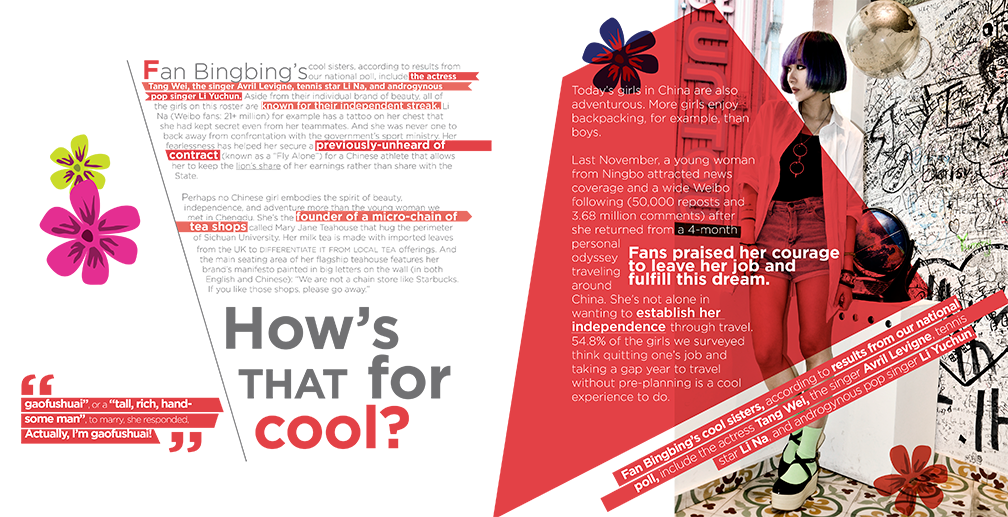 Fan Bingbing's cool sisters, according to results from
our national poll, include the actress
Tang Wei, the singer Avril Levigne, tennis star Li Na, and androgynous
pop singer Li Yuchun. Aside from their individual brand of beauty, all of
the girls on this roster are known for their independent streak. Li
Na (Weibo fans: 21+ million) for example has a tattoo on her chest that
she had kept secret even from her teammates. And she was never one to
back away from confrontation with the government's sport ministry. Her
fearlessness has helped her secure a previously-unheard of
contract (known as a "Fly Alone") for a Chinese athlete that allows
her to keep the lion's share of her earnings rather than share with the
State.
Perhaps no Chinese girl embodies the spirit of beauty,
independence, and adventure more than the young woman we
met in Chengdu. She's the founder of a micro-chain of
tea shops called Mary Jane Teahouse that hug the perimeter
of Sichuan University. Her milk tea is made with imported leaves
from the UK to DIFFERENTIATE IT FROM LOCAL TEA offerings. And
the main seating area of her flagship teahouse features her
brand's manifesto painted in big letters on the wall (in both
English and Chinese): "We are not a chain store like Starbucks.
If you like those shops, please go away."
How's
THAT for
cool?
“
gaofushuai”, or a “tall, rich, hand-
some man”, to marry, she responded,
Actually, I'm gaofushuai!
”
Today's girls in China are also
adventurous. More girls enjoy
backpacking, for example, than
boys.
Last November, a young woman
from Ningbo attracted news
coverage and a wide Weibo
following (50,000 reposts and
3.68 million comments) after
she returned from a 4-month
personal
odyssey
traveling
around
China. She's not alone in
wanting to establish her
independence through travel.
54.8% of the girls we surveyed
think quitting one's job and
taking a gap year to travel
without pre-planning is a cool
experience to do.
Fans praised her courage
to leave her job and
fulfill this dream.
Fan Bingbing's cool sisters, according to results from our national
poll, include the actress Tang Wei, the singer Avril Levigne, tennis
star Li Na, and androgynous pop singer Li Yuchun